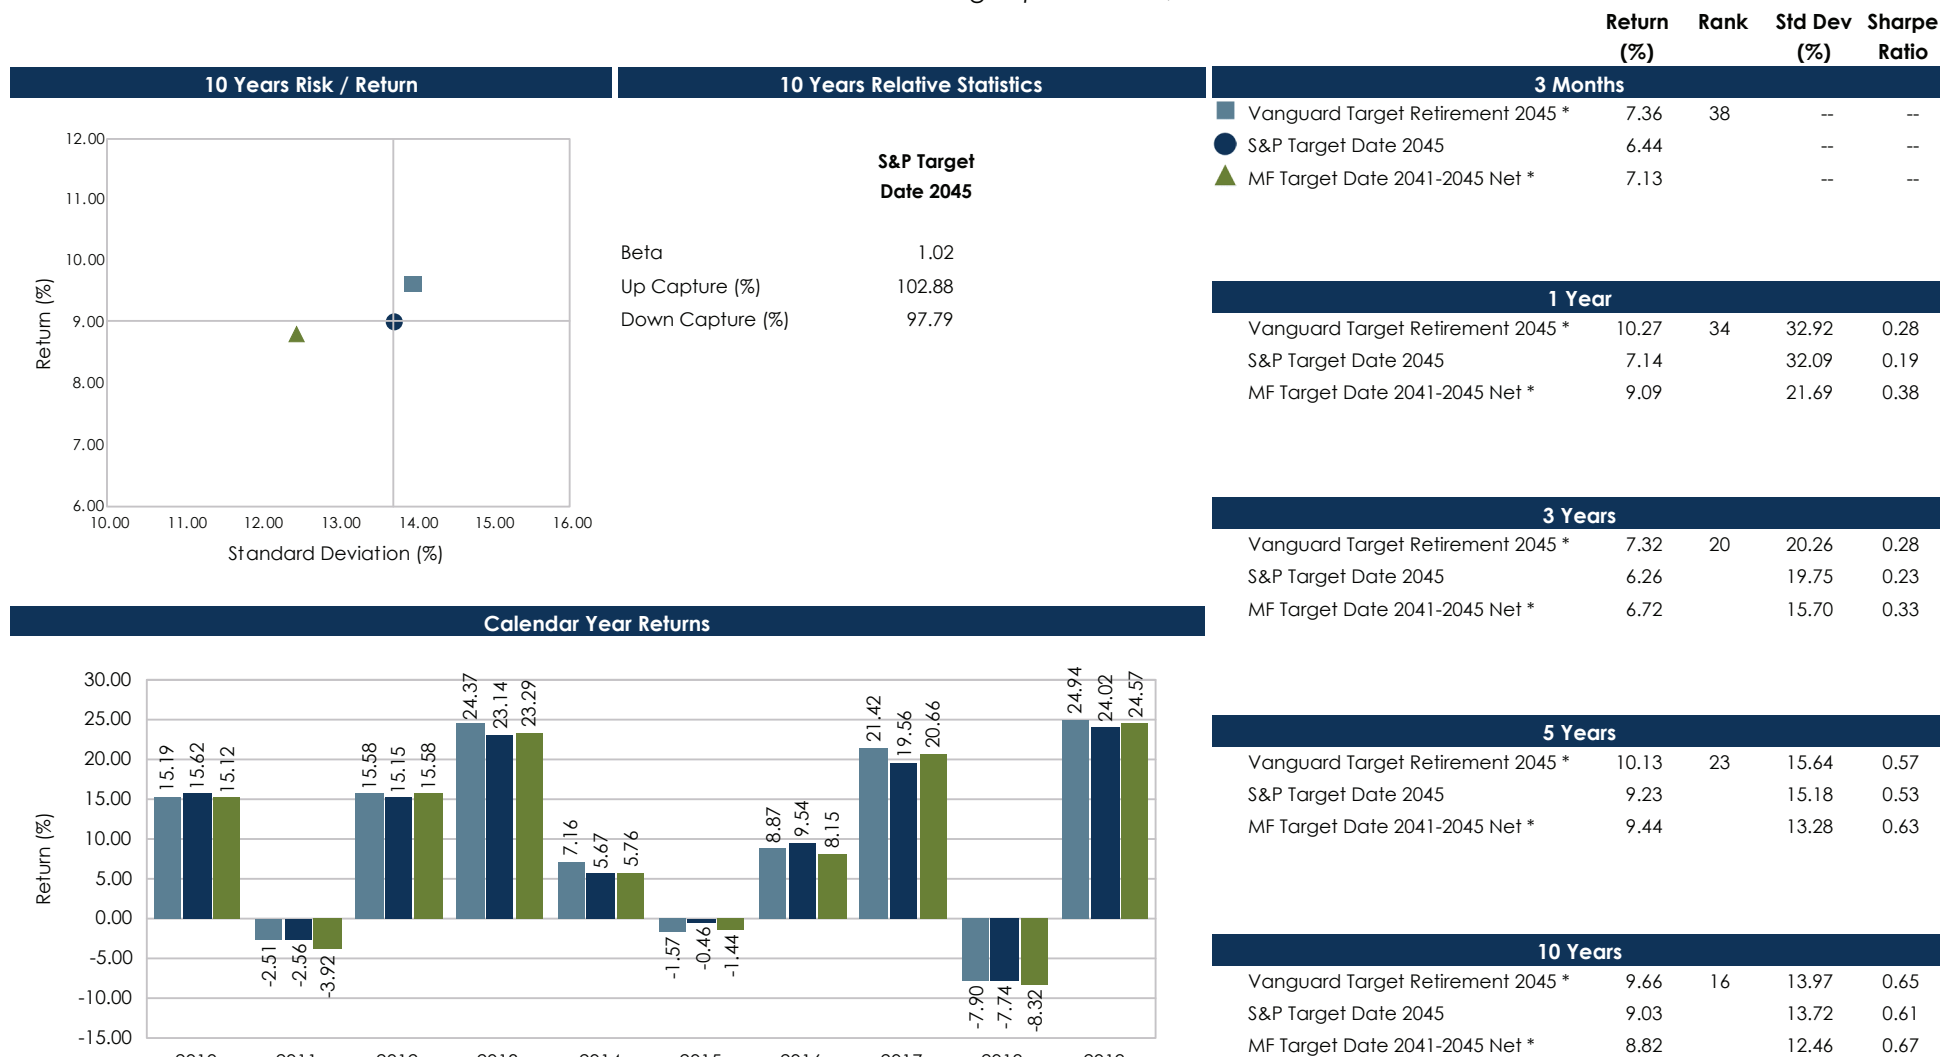 Return Rank Std Dev Sharpe
(%) (%) Ratio
10 Years Risk / Return
12.00
11.00
10.00
9.00
8.00
7.00
6.00
Return (%)
10.00 11.00 12.00 13.00 14.00 15.00 16.00
Standard Deviation (%)
10 Years Relative Statistics
S&P Target
Date 2045
Beta 1.02
Up Capture (%) 102.88
Down Capture (%) 97.79
3 Months
Vanguard Target Retirement 2045 * 7.36 38 -- --
S&P Target Date 2045 6.44 -- --
MF Target Date 2041-2045 Net * 7.13 -- --
1 Year
Vanguard Target Retirement 2045 * 10.27 34 32.92 0.28
S&P Target Date 2045 7.14 32.09 0.19
MF Target Date 2041-2045 Net * 9.09 21.69 0.38
3 Years
Vanguard Target Retirement 2045 * 7.32 20 20.26 0.28
S&P Target Date 2045 6.26 19.75 0.23
MF Target Date 2041-2045 Net * 6.72 15.70 0.33
5 Years
Vanguard Target Retirement 2045 * 10.13 23 15.64 0.57
S&P Target Date 2045 9.23 15.18 0.53
MF Target Date 2041-2045 Net * 9.44 13.28 0.63
10 Years
Vanguard Target Retirement 2045 * 9.66 16 13.97 0.65
S&P Target Date 2045 9.03 13.72 0.61
MF Target Date 2041-2045 Net * 8.82 12.46 0.67
Calendar Year Returns
30.00
25.00
20.00
15.00
10.00
5.00
0.00
-5.00
-10.00
-15.00
Return (%)
15.19 15.62 15.12
-2.51 -2.56 -3.92
15.58 15.15 15.58
24.37 23.14 23.29
7.16 5.67 5.76
-1.57 -0.46 -1.44
8.87 9.54 8.15
21.42 19.56 20.66
-7.90 -7.74 -8.32
24.94 24.02 24.57
2010 2011 2012 2013 2014 2015 2016 2017 2018 2019